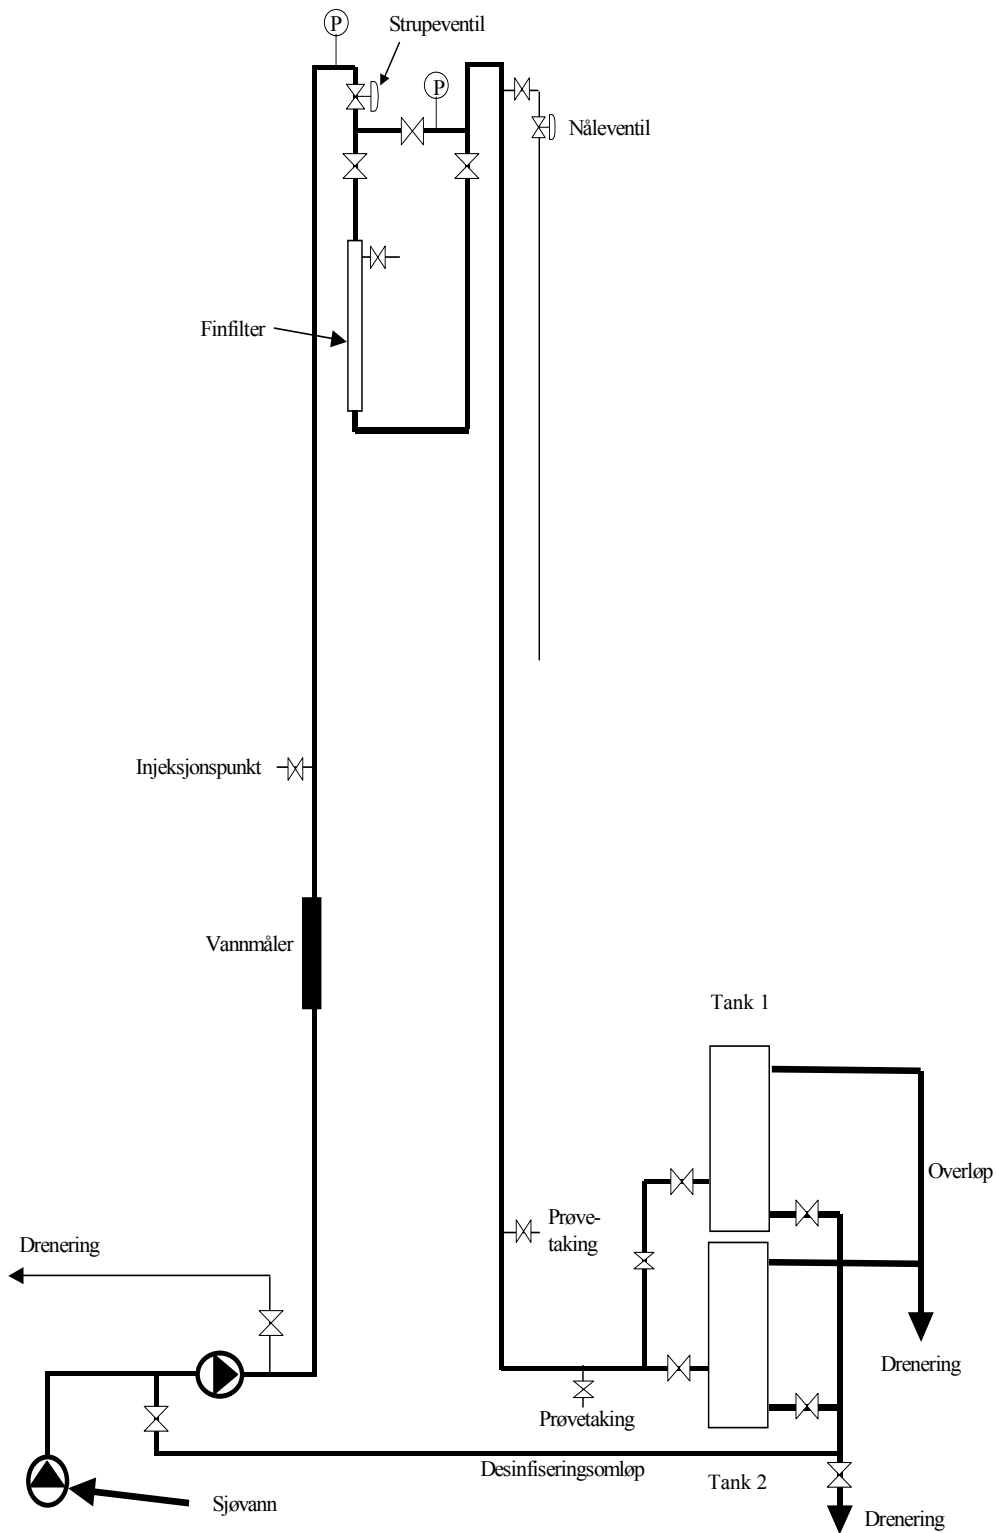 P
Strupeventil
P
Nåleventil
Finfilter
Injeksjonspunkt
Vannmåler
Tank 1
Overløp
Prøve-
taking
Drenering
Drenering
Prøvetaking
Desinfiseringsomløp
Tank 2
Sjøvann
Drenering